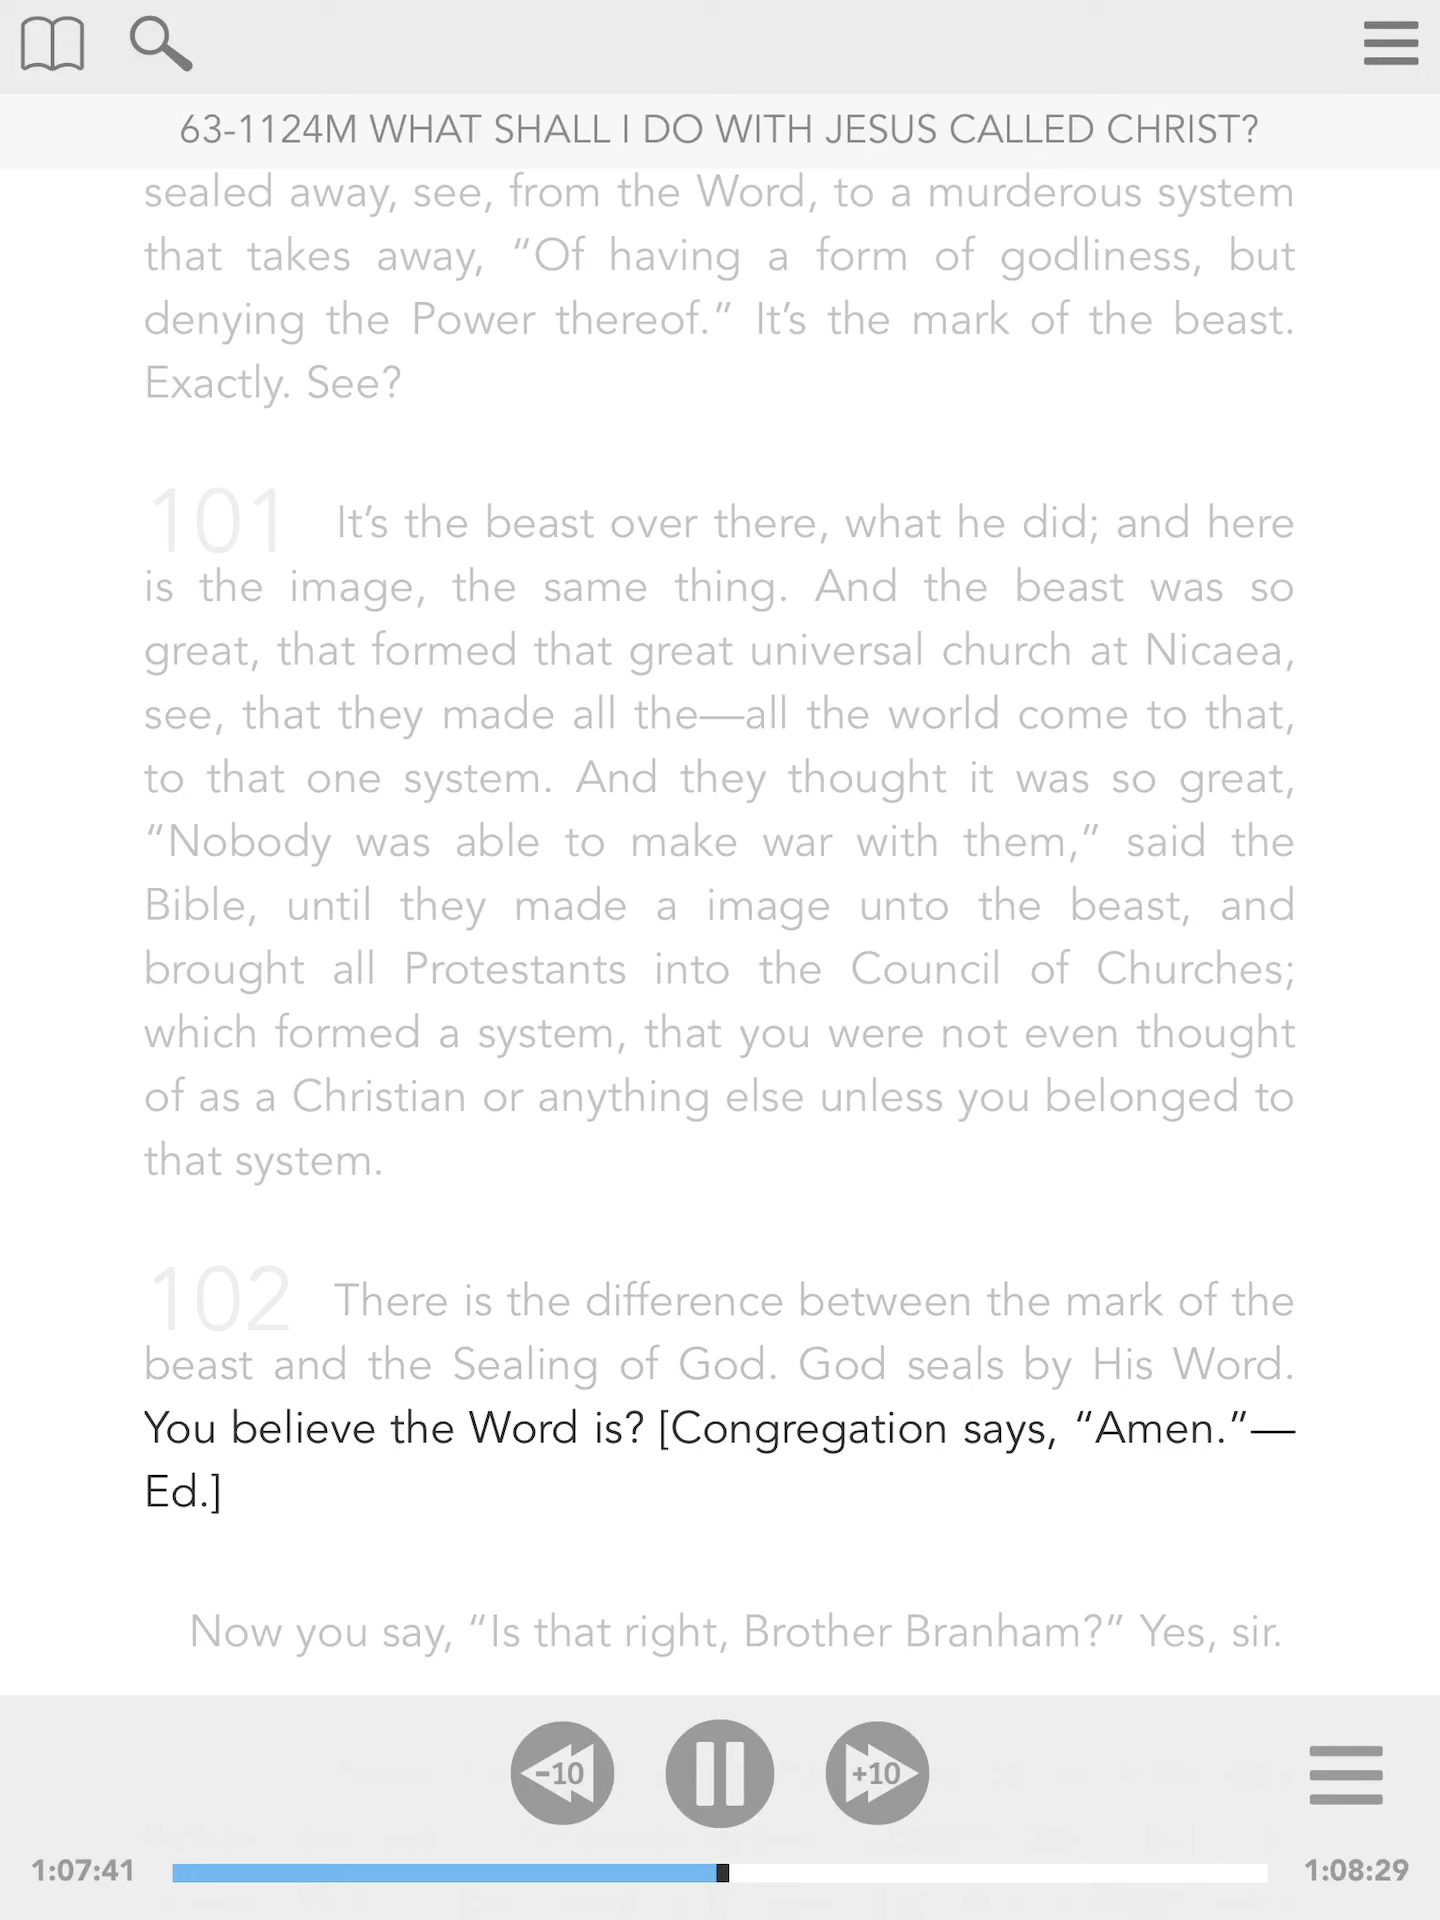 63-1124M WHAT SHALL I DO WITH JESUS CALLED CHRIST?
sealed away, see, from the Word, to a murderous system
that takes away, “Of having a form of godliness, but
denying the Power thereof.” It’s the mark of the beast.
Exactly. See?
101 It’s the beast over there, what he did; and here
is the image, the same thing. And the beast was so
great, that formed that great universal church at Nicaea,
see, that they made all the—all the world come to that,
to that one system. And they thought it was so great,
“Nobody was able to make war with them,” said the
Bible, until they made a image unto the beast, and
brought all Protestants into the Council of Churches;
which formed a system, that you were not even thought
of as a Christian or anything else unless you belonged to
that system.
102 There is the difference between the mark of the
beast and the Sealing of God. God seals by His Word.
You believe the Word is? [Congregation says, “Amen.”—
Ed.]
Now you say, “Is that right, Brother Branham?” Yes, sir.
-10 +10
1:07:41 1:08:29